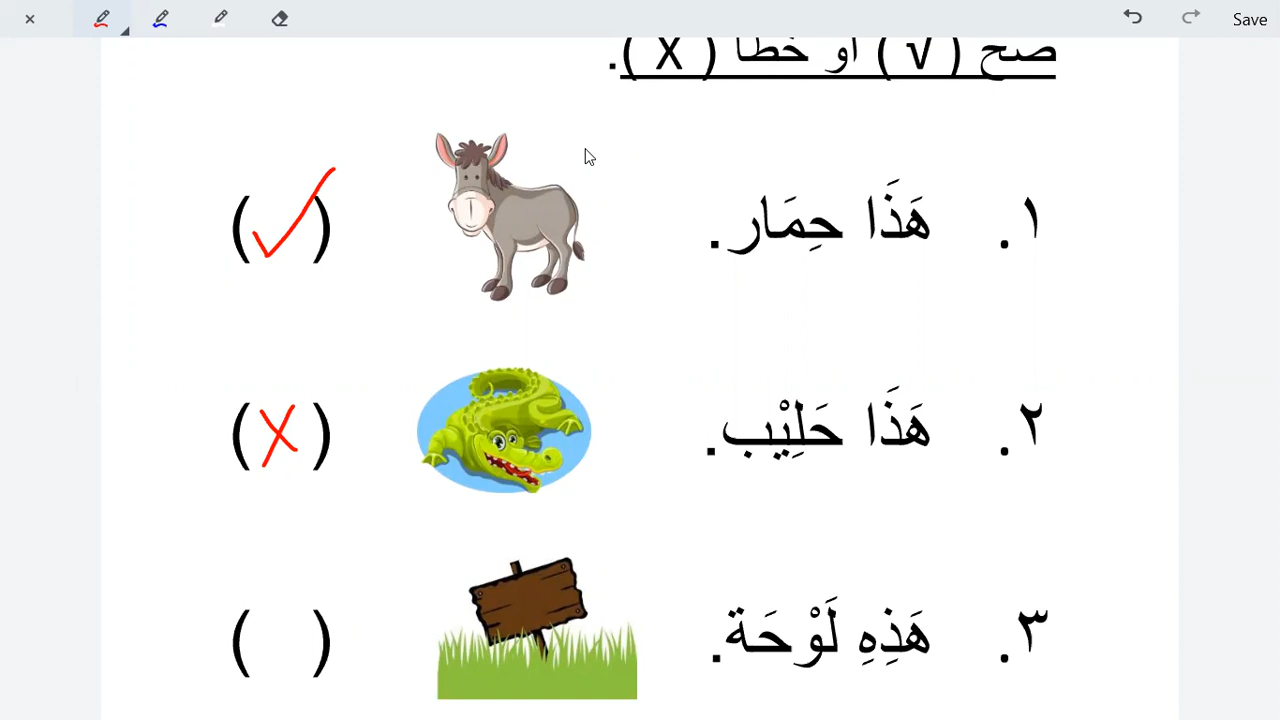 Save
صح ( √ ) أو خطأ ( X ).
١. هَذَا حِمَار. ( ✓ )
٢. هَذَا حَلِيْب. ( X )
٣. هَذِهِ لَوْحَة. ( )